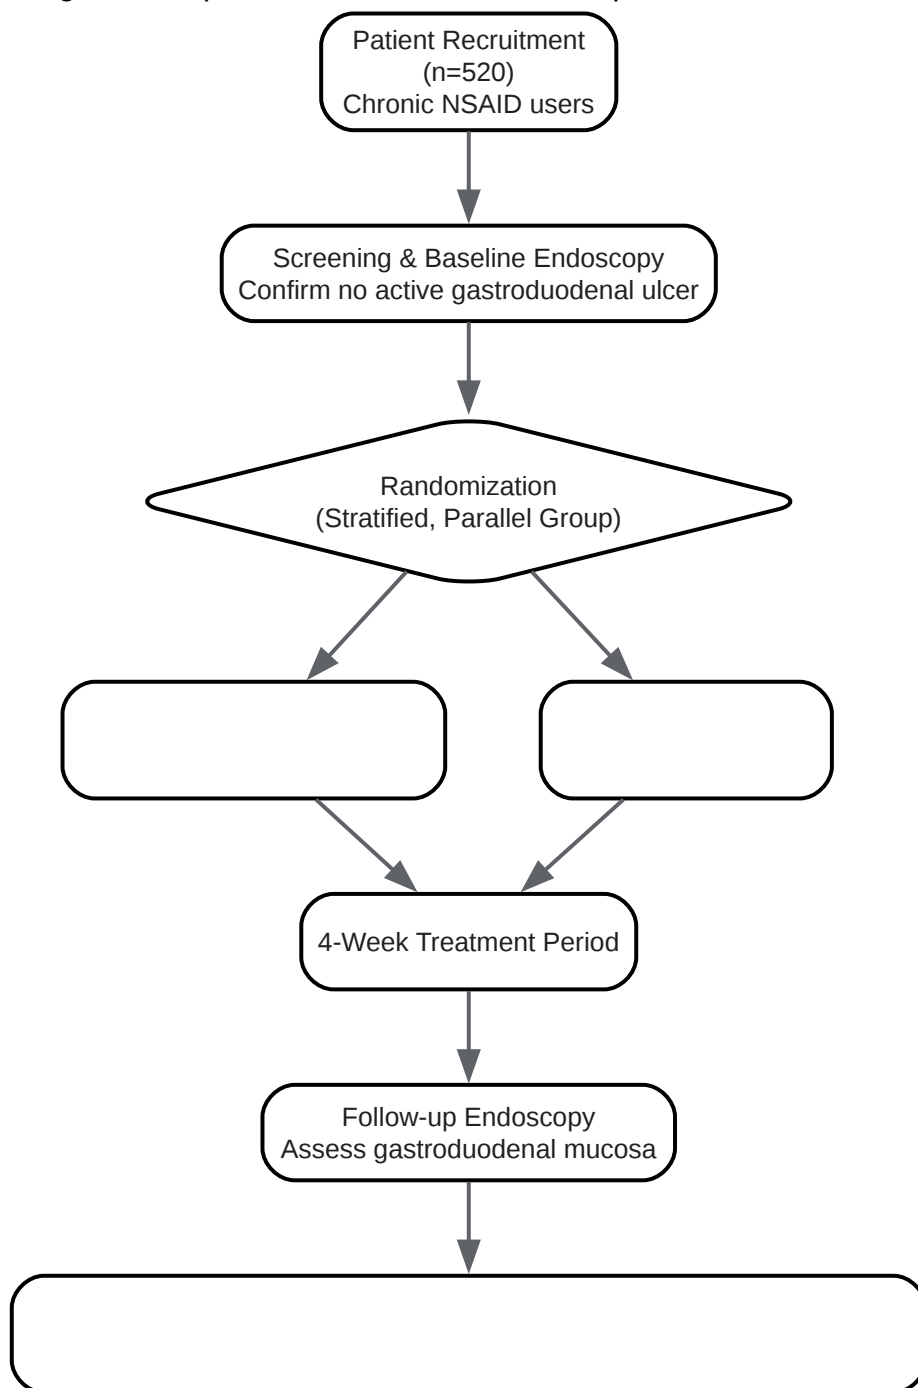 Patient Recruitment
(n=520)
Chronic NSAID users
Screening & Baseline Endoscopy
Confirm no active gastroduodenal ulcer
Randomization
(Stratified, Parallel Group)
4-Week Treatment Period
Follow-up Endoscopy
Assess gastroduodenal mucosa